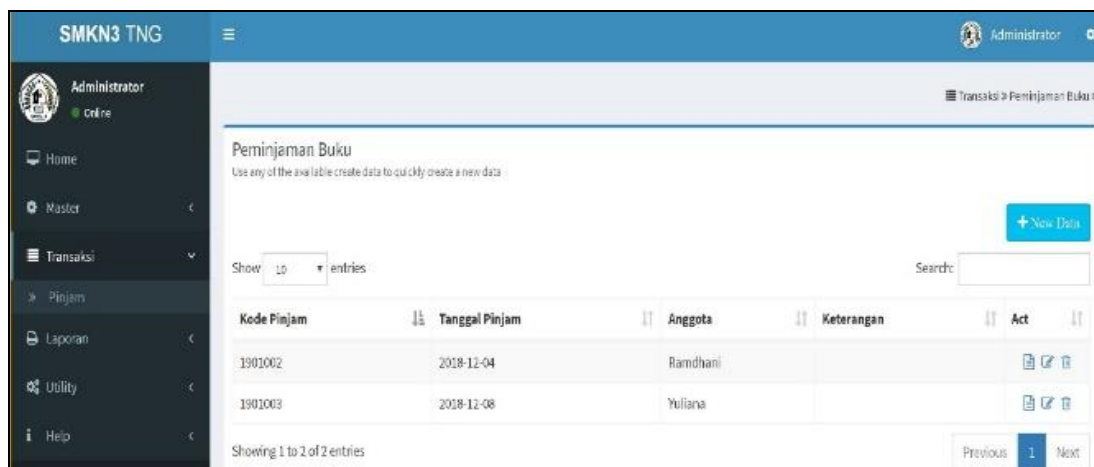 SMKN3 TNG
Administrator
Administrator
Online
Transaksi > Peminjaman Buku
Home
Peminjaman Buku
Use any of the available create data to quickly create a new data
Master
+ New Data
Transaksi
Show 10 entries
Search:
» Pinjam
Kode Pinjam Tanggal Pinjam Anggota Keterangan Act
Laporan
1901002 2018-12-04 Ramdhani
Utility
1901003 2018-12-08 Yuliana
Help
Showing 1 to 2 of 2 entries
Previous 1 Next